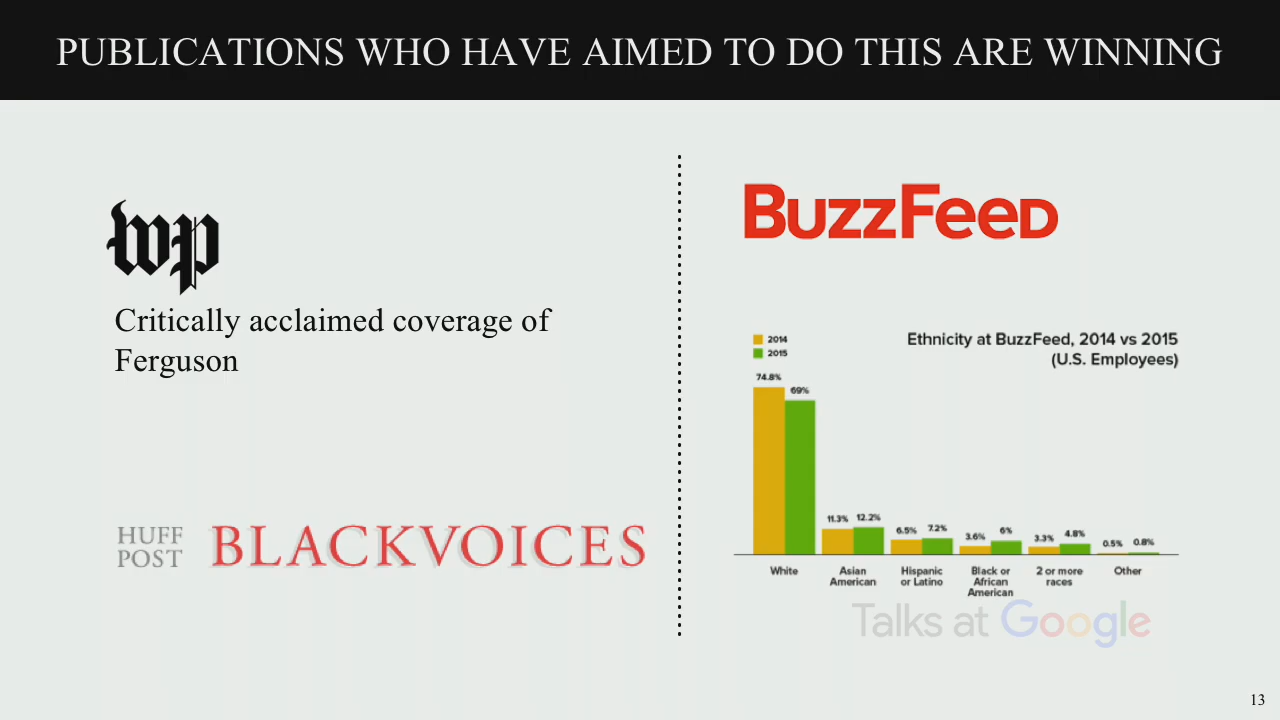 PUBLICATIONS WHO HAVE AIMED TO DO THIS ARE WINNING
wp
Critically acclaimed coverage of
Ferguson
HUFF
POST
BLACKVOICES
BUZZFEED
2014
2015
Ethnicity at BuzzFeed, 2014 vs 2015
(U.S. Employees)
74.8% 69%
11.3% 12.2%
6.5% 7.2%
3.6% 6%
3.3% 4.8%
0.5% 0.8%
White
Asian
American
Hispanic
or Latino
Black or
African
American
2 or more
races
Other
Talks at Google
13